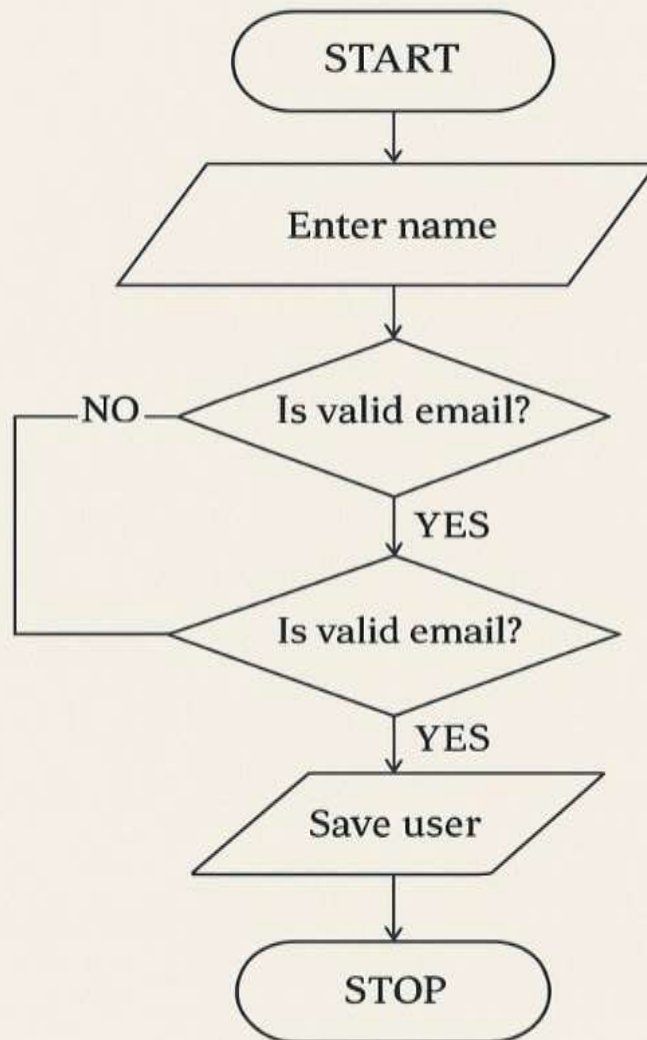 START
Enter name
Is valid email?
NO
YES
Is valid email?
YES
Save user
STOP